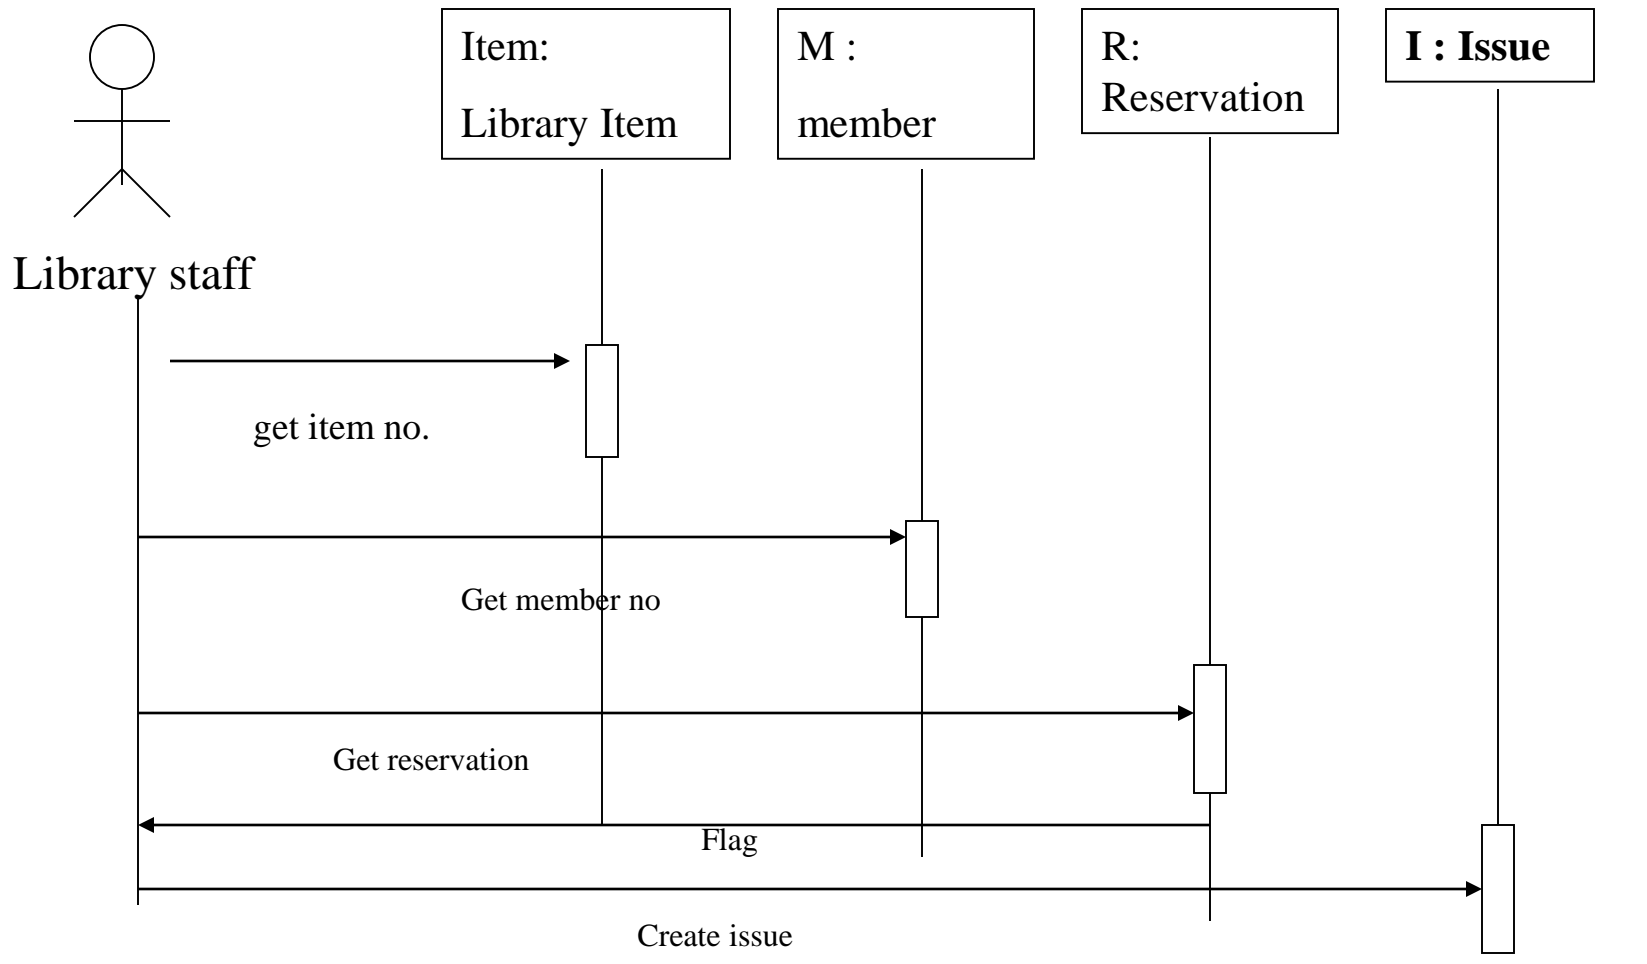 Item:
Library Item
M :
member
R:
Reservation
I : Issue
Library staff
get item no.
Get member no
Get reservation
Flag
Create issue